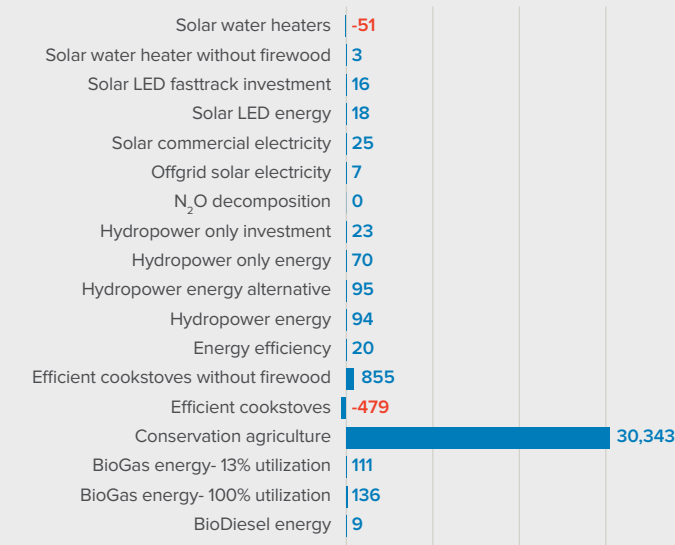 Solar water heaters -51
Solar water heater without firewood 3
Solar LED fasttrack investment 16
Solar LED energy 18
Solar commercial electricity 25
Offgrid solar electricity 7
N₂O decomposition 0
Hydropower only investment 23
Hydropower only energy 70
Hydropower energy alternative 95
Hydropower energy 94
Energy efficiency 20
Efficient cookstoves without firewood 855
Efficient cookstoves -479
Conservation agriculture 30,343
BioGas energy- 13% utilization 111
BioGas energy- 100% utilization 136
BioDiesel energy 9